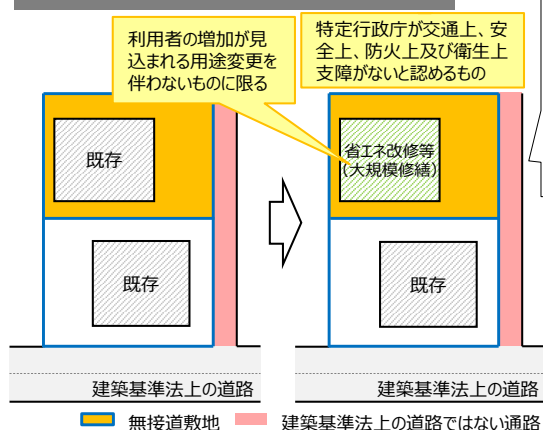 利用者の増加が見
込まれる用途変更を
伴わないものに限る
特定行政庁が交通上、安
全上、防火上及び衛生上
支障がないと認めるもの
既存
省エネ改修等
（大規模修繕）
既存
既存
建築基準法上の道路
建築基準法上の道路
無接道敷地
建築基準法上の道路ではない通路